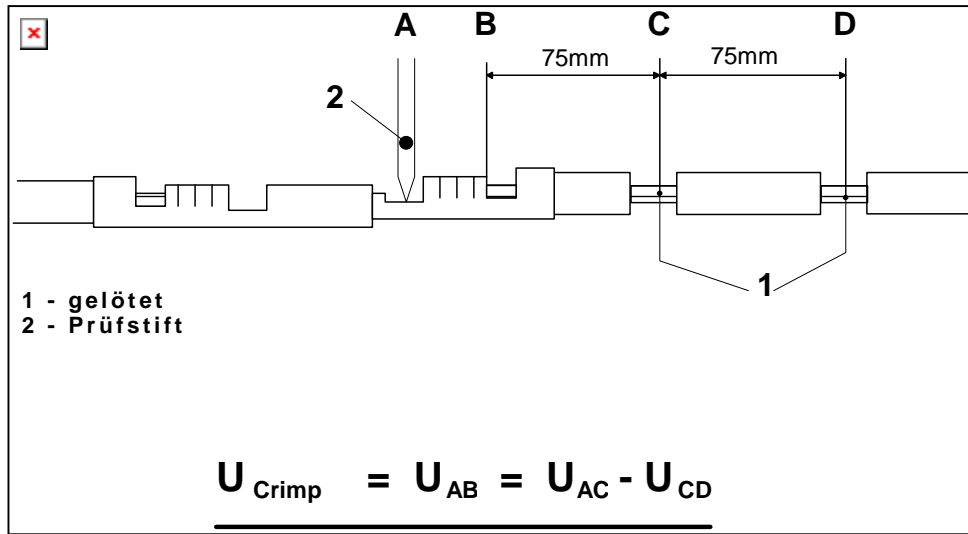 A B C D
75mm 75mm
2
1
1 - gelötet
2 - Prüfstift
U Crimp = U AB = U AC - U CD